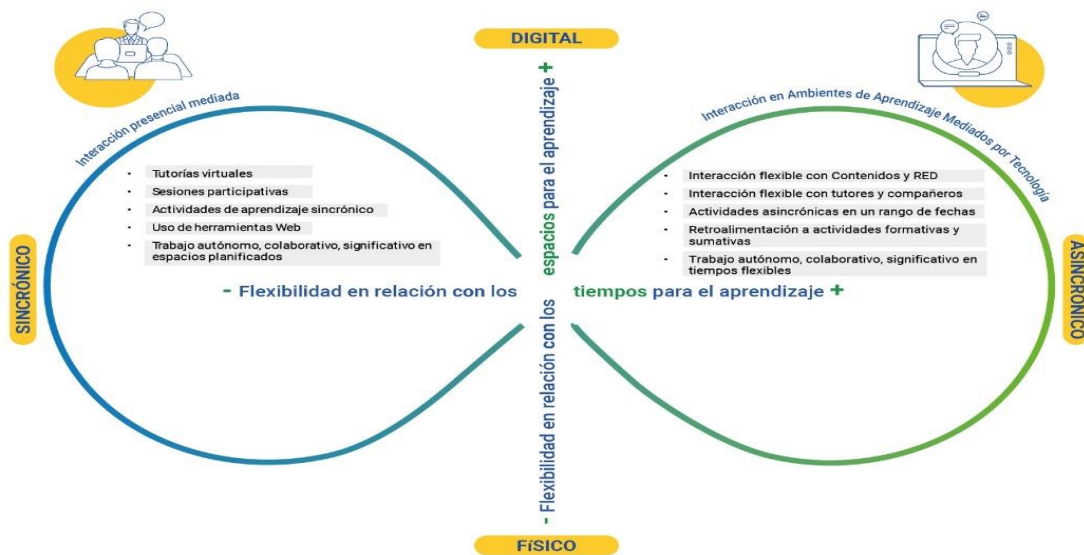 DIGITAL
Interacción presencial mediada
Tutorías virtuales
Sesiones participativas
Actividades de aprendizaje sincrónico
Uso de herramientas Web
Trabajo autónomo, colaborativo, significativo en
espacios planificados
Interacción en Ambientes de Aprendizaje Mediados por Tecnología
Interacción flexible con Contenidos y RED
Interacción flexible con tutores y compañeros
Actividades asincrónicas en un rango de fechas
Retroalimentación a actividades formativas y
sumativas
Trabajo autónomo, colaborativo, significativo en
tiempos flexibles
SINCRÓNICO
- Flexibilidad en relación con los tiempos para el aprendizaje +
ASINCRÓNICO
- Flexibilidad en relación con los espacios para el aprendizaje +
FíSICO